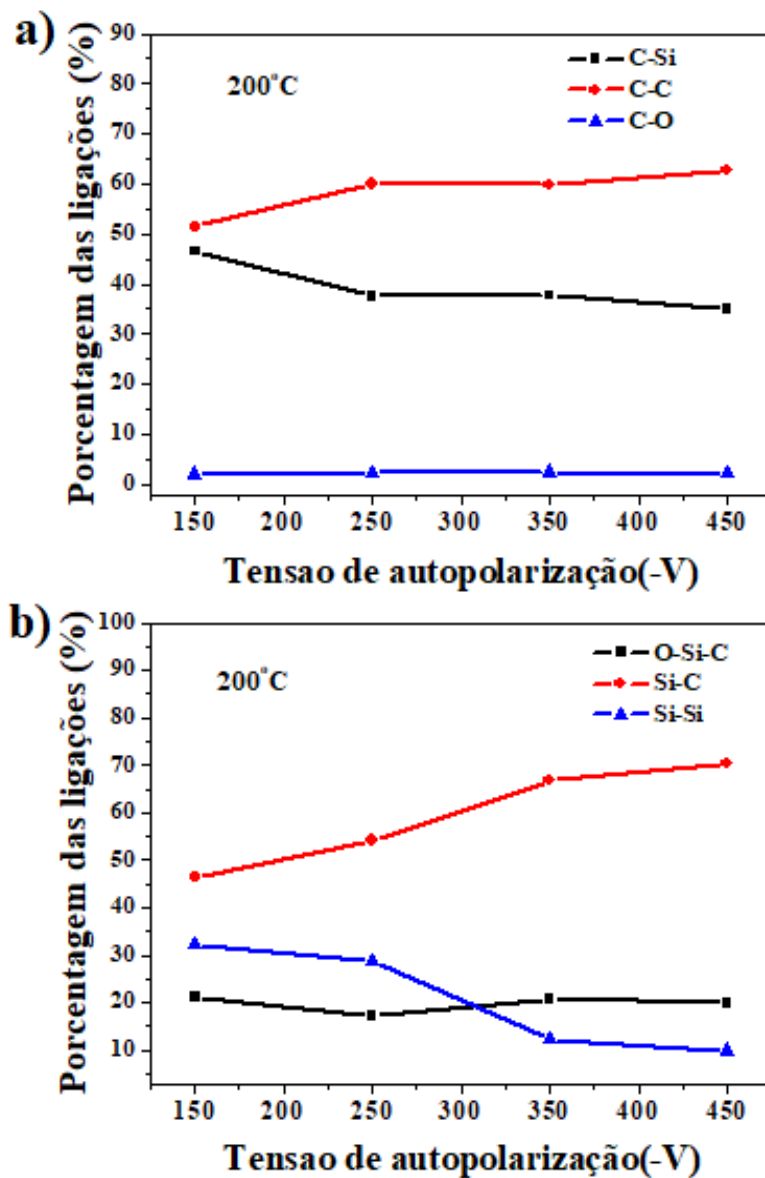 a)
Porcentagem das ligações (%)
90
80
70
60
50
40
30
20
10
0
200°C
C-Si
C-C
C-O
150 200 250 300 350 400 450
Tensao de autopolarização(-V)
b)
Porcentagem das ligações (%)
100
90
80
70
60
50
40
30
20
10
200°C
O-Si-C
Si-C
Si-Si
150 200 250 300 350 400 450
Tensao de autopolarização(-V)